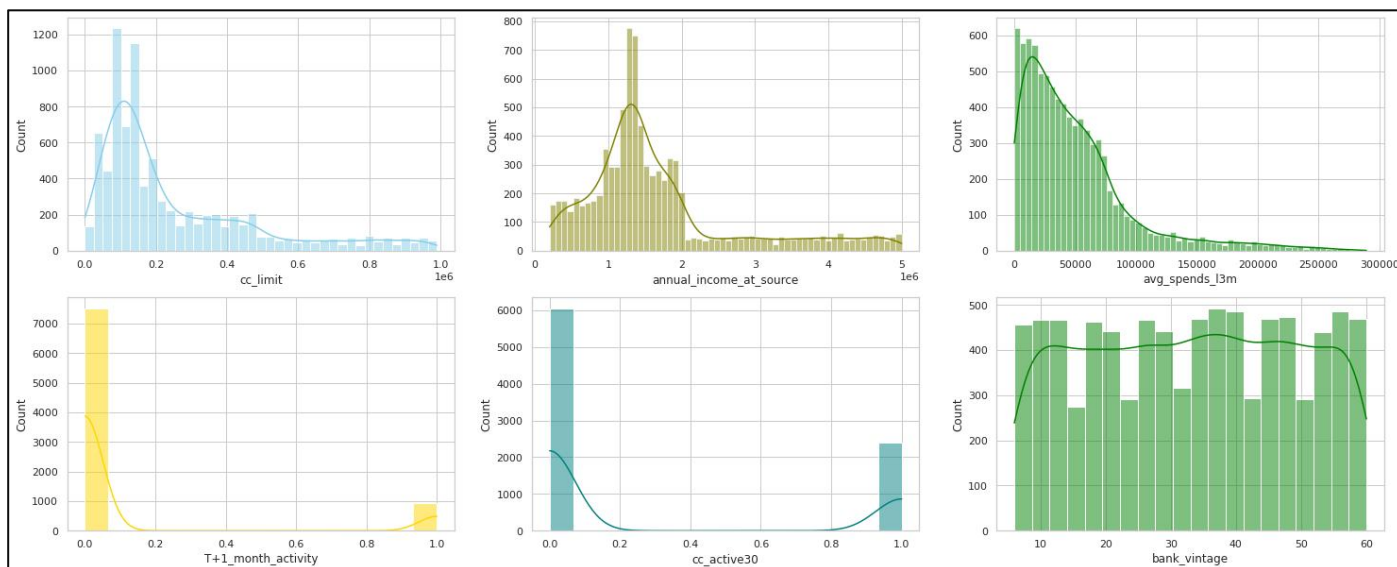 1200
1000
800
600
400
200
0
Count
0.0 0.2 0.4 0.6 0.8 1.0
1e6
cc_limit
800
700
600
500
400
300
200
100
0
Count
0 1 2 3 4 5
1e6
annual_income_at_source
600
500
400
300
200
100
0
Count
0 50000 100000 150000 200000 250000 300000
avg_spends_l3m
7000
6000
5000
4000
3000
2000
1000
0
Count
0.0 0.2 0.4 0.6 0.8 1.0
T+1_month_activity
6000
5000
4000
3000
2000
1000
0
Count
0.0 0.2 0.4 0.6 0.8 1.0
cc_active30
500
400
300
200
100
0
Count
10 20 30 40 50 60
bank_vintage